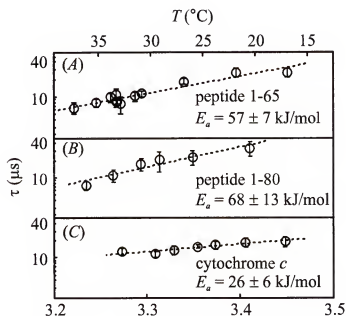 T (°C)
35 30 25 20 15
40
10
(A)
peptide 1-65
Eₐ = 57 ± 7 kJ/mol
40
10
(B)
peptide 1-80
Eₐ = 68 ± 13 kJ/mol
τ (μs)
40
10
(C)
cytochrome c
Eₐ = 26 ± 6 kJ/mol
3.2 3.3 3.4 3.5